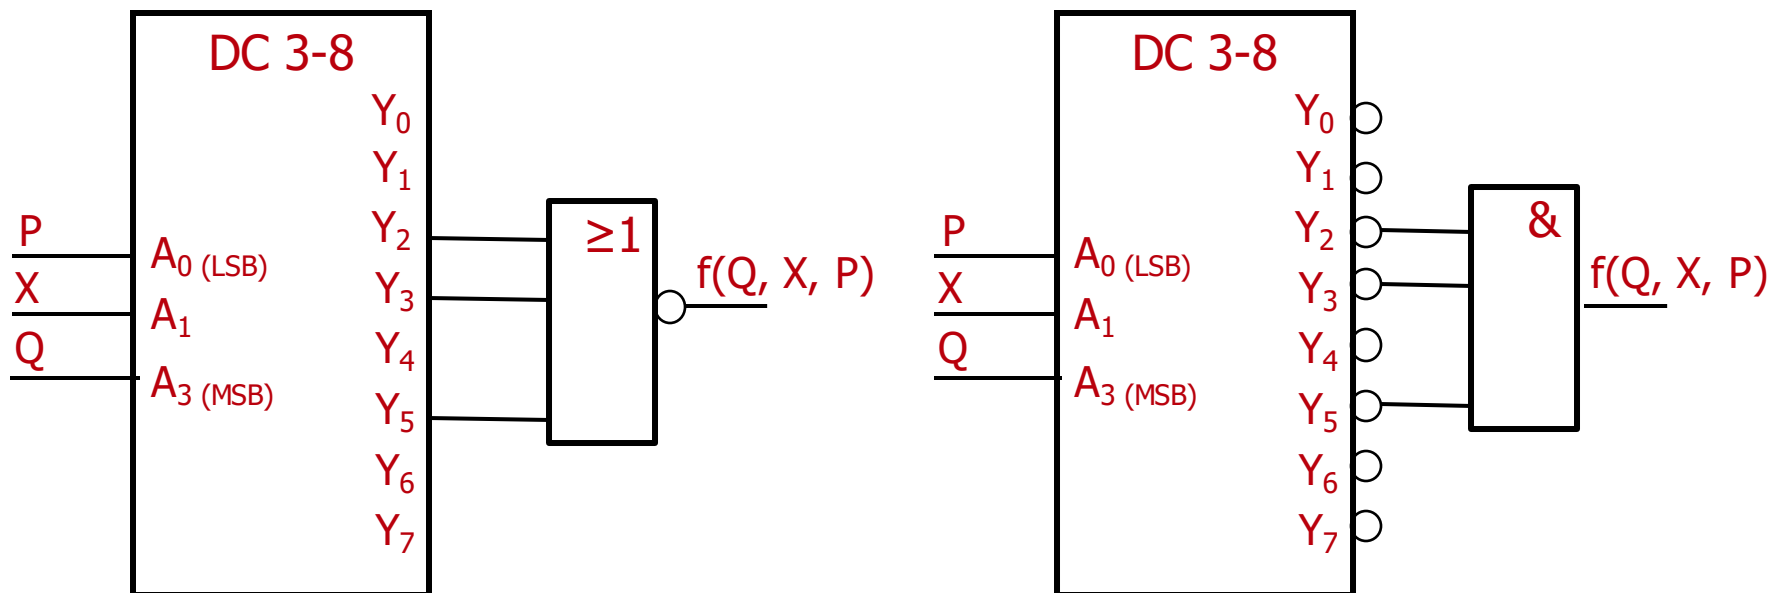 DC 3-8
Y0
Y1
Y2
Y3
Y4
Y5
Y6
Y7
P
X
Q
A0 (LSB)
A1
A3 (MSB)
≥1
f(Q, X, P)
DC 3-8
Y0
Y1
Y2
Y3
Y4
Y5
Y6
Y7
P
X
Q
A0 (LSB)
A1
A3 (MSB)
&
f(Q, X, P)